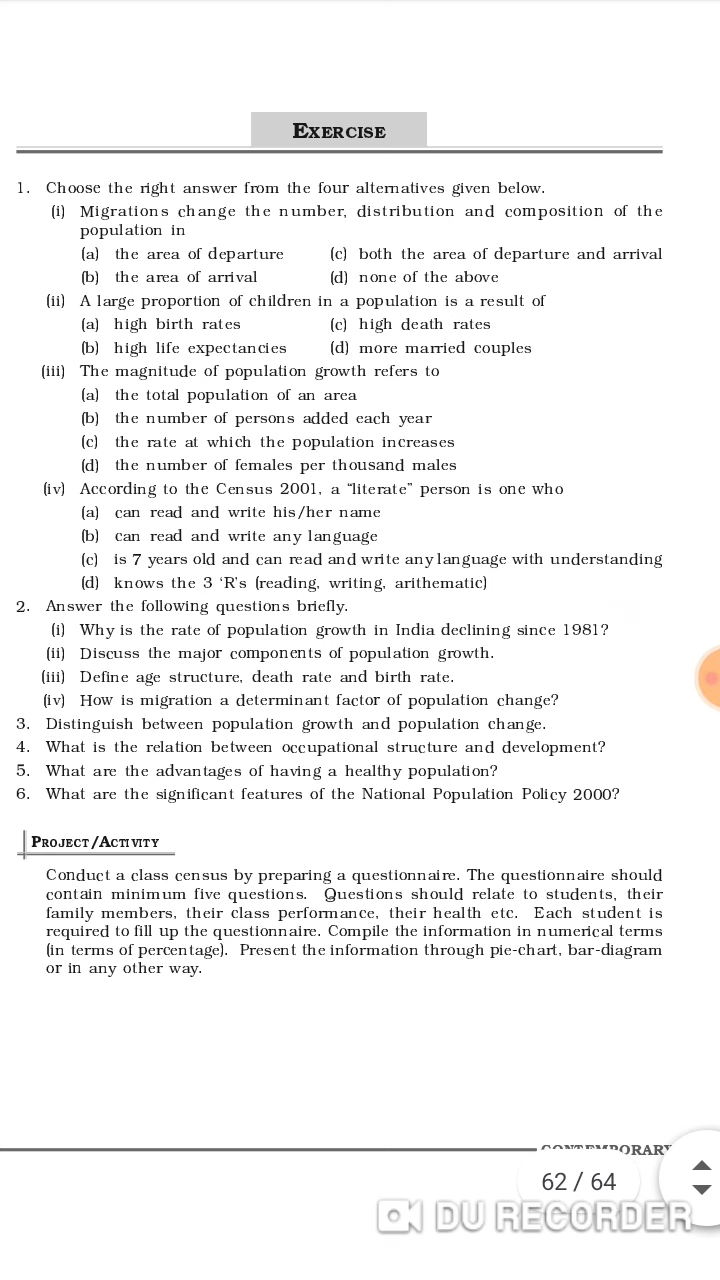 EXERCISE
1. Choose the right answer from the four alternatives given below.
(i) Migrations change the number, distribution and composition of the
population in
(a) the area of departure (c) both the area of departure and arrival
(b) the area of arrival (d) none of the above
(ii) A large proportion of children in a population is a result of
(a) high birth rates (c) high death rates
(b) high life expectancies (d) more married couples
(iii) The magnitude of population growth refers to
(a) the total population of an area
(b) the number of persons added each year
(c) the rate at which the population increases
(d) the number of females per thousand males
(iv) According to the Census 2001, a “literate” person is one who
(a) can read and write his/her name
(b) can read and write any language
(c) is 7 years old and can read and write any language with understanding
(d) knows the 3 ‘R’s (reading, writing, arithematic)
2. Answer the following questions briefly.
(i) Why is the rate of population growth in India declining since 1981?
(ii) Discuss the major components of population growth.
(iii) Define age structure, death rate and birth rate.
(iv) How is migration a determinant factor of population change?
3. Distinguish between population growth and population change.
4. What is the relation between occupational structure and development?
5. What are the advantages of having a healthy population?
6. What are the significant features of the National Population Policy 2000?
PROJECT/ACTIVITY
Conduct a class census by preparing a questionnaire. The questionnaire should
contain minimum five questions. Questions should relate to students, their
family members, their class performance, their health etc. Each student is
required to fill up the questionnaire. Compile the information in numerical terms
(in terms of percentage). Present the information through pie-chart, bar-diagram
or in any other way.
CONTEMPORARY
62 / 64
DU RECORDER